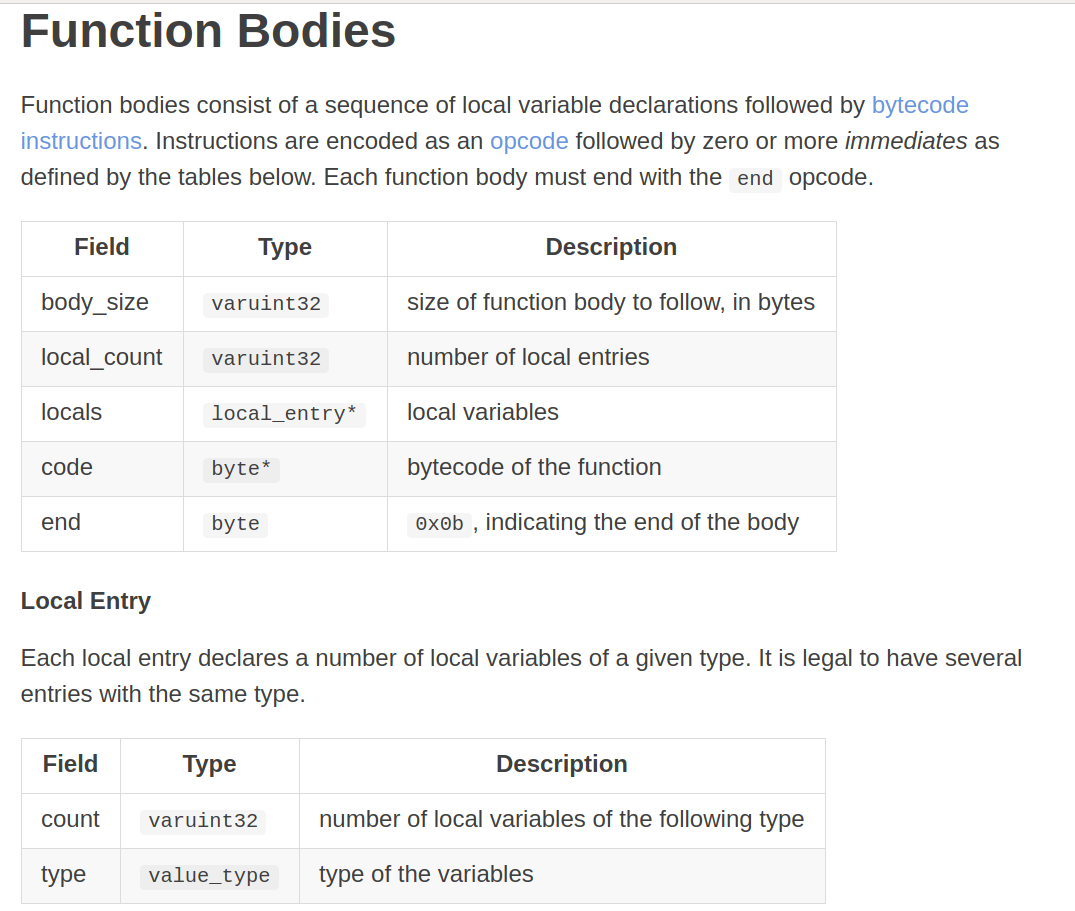 Function Bodies
Function bodies consist of a sequence of local variable declarations followed by bytecode
instructions. Instructions are encoded as an opcode followed by zero or more immediates as
defined by the tables below. Each function body must end with the end opcode.
Field Type Description
body_size varuint32 size of function body to follow, in bytes
local_count varuint32 number of local entries
locals local_entry* local variables
code byte* bytecode of the function
end byte 0x0b , indicating the end of the body
Local Entry
Each local entry declares a number of local variables of a given type. It is legal to have several
entries with the same type.
Field Type Description
count varuint32 number of local variables of the following type
type value_type type of the variables